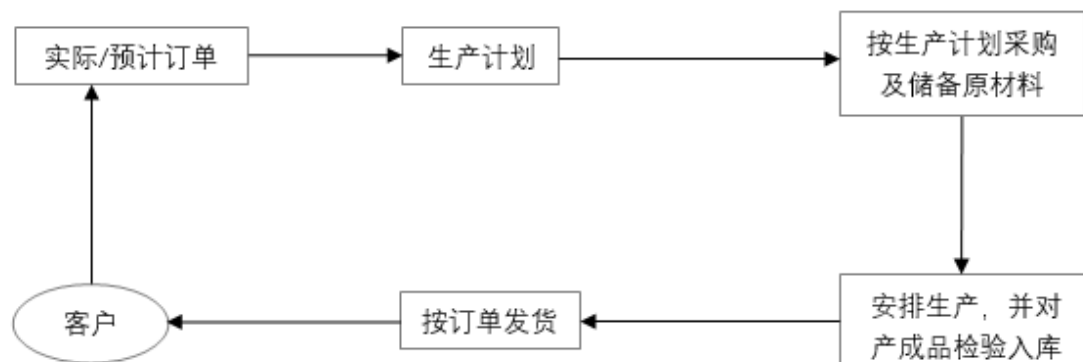 实际/预计订单
生产计划
按生产计划采购
及储备原材料
客户
按订单发货
安排生产，并对
产成品检验入库